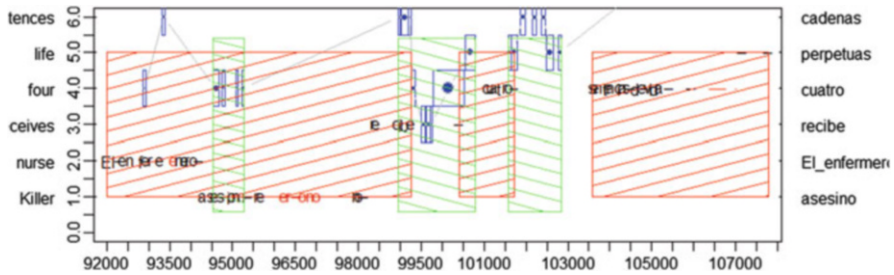 tences 6.0 cadenas
life 5.0 perpetuas
four 4.0 cuatro
ceives 3.0 recibe
nurse 2.0 El_enfermer
Killer 1.0 asesino
0.0
92000 93500 95000 96500 98000 99500 101000 103000 105000 107000